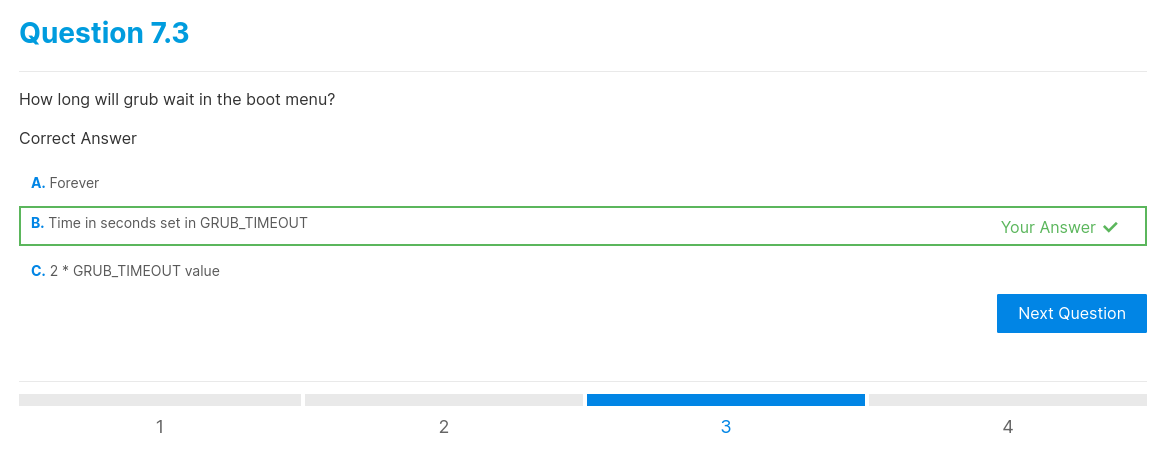 Question 7.3
How long will grub wait in the boot menu?
Correct Answer
A. Forever
B. Time in seconds set in GRUB_TIMEOUT
Your Answer ✔
C. 2 * GRUB_TIMEOUT value
Next Question
1 2 3 4